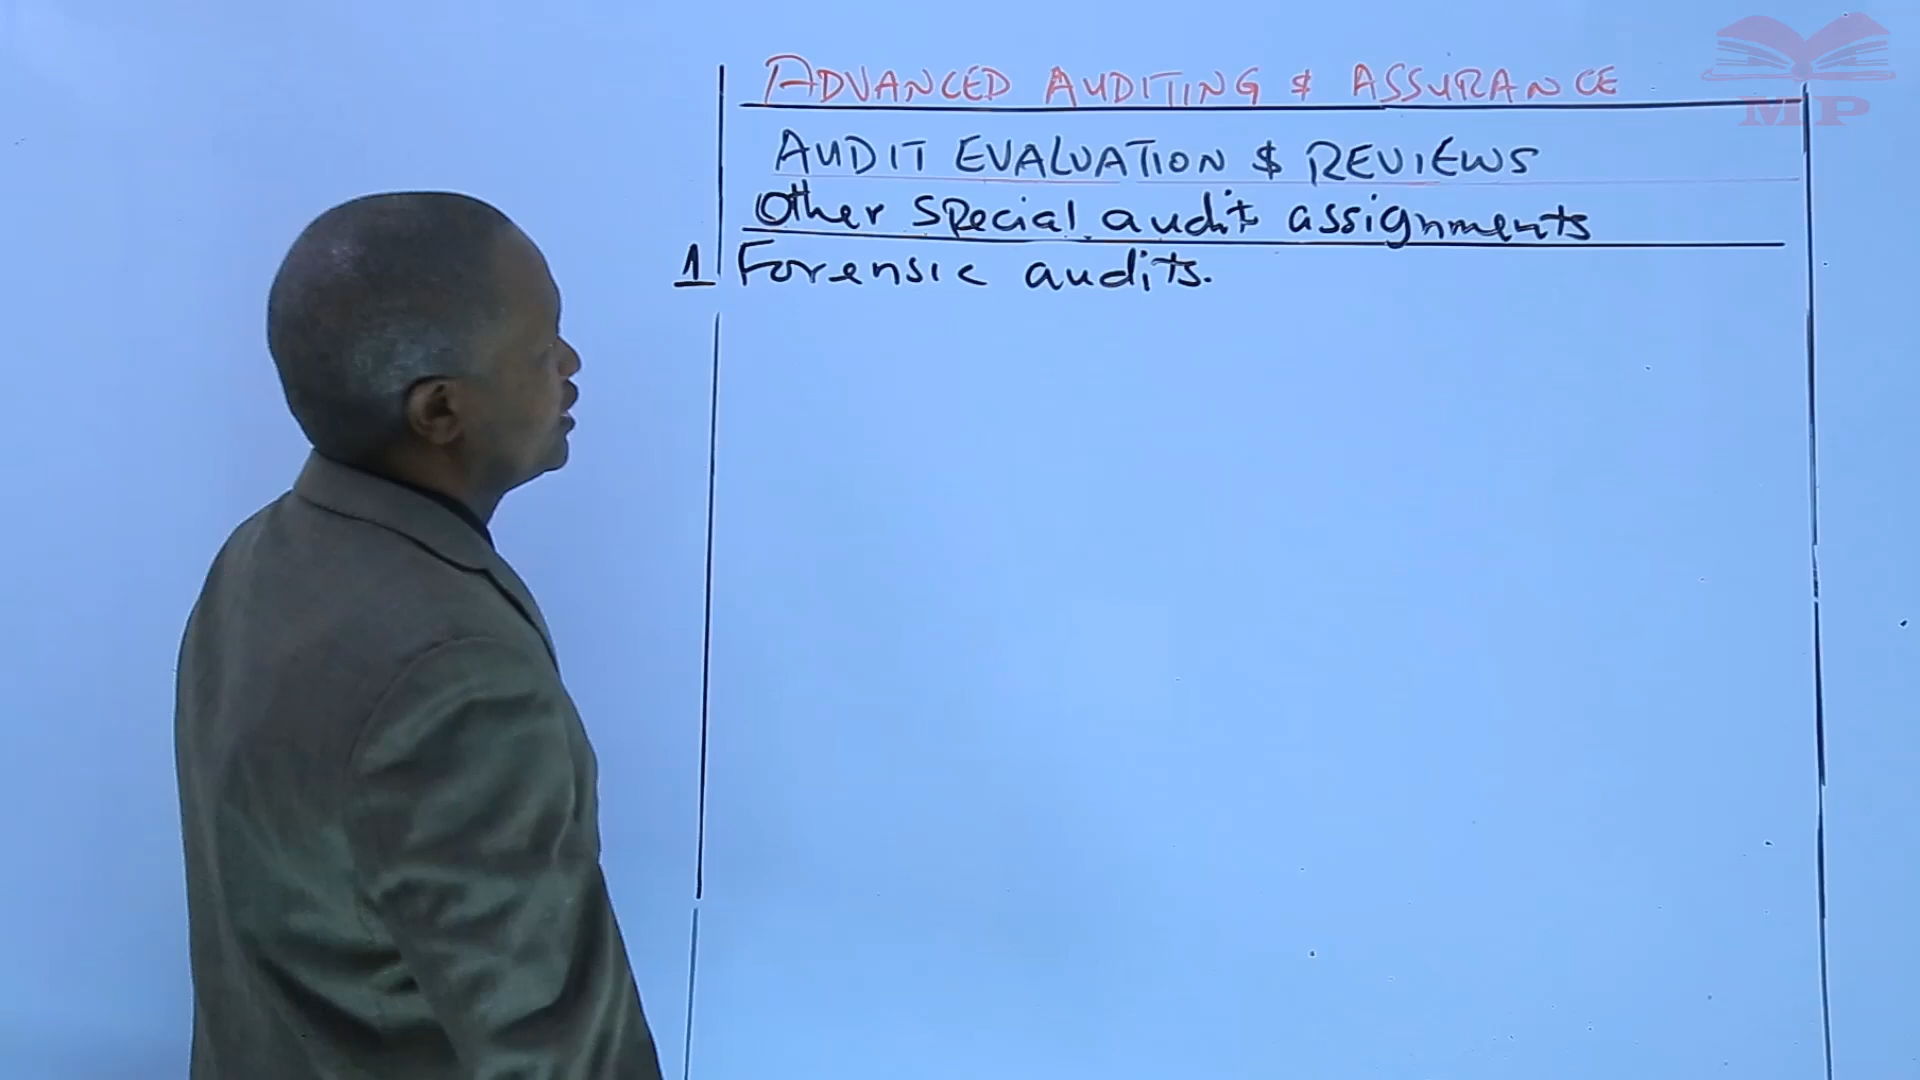 ADVANCED AUDITING & ASSURANCE
AUDIT EVALUATION & REVIEWS
Other special audit assignments
1 Forensic audits.
MP